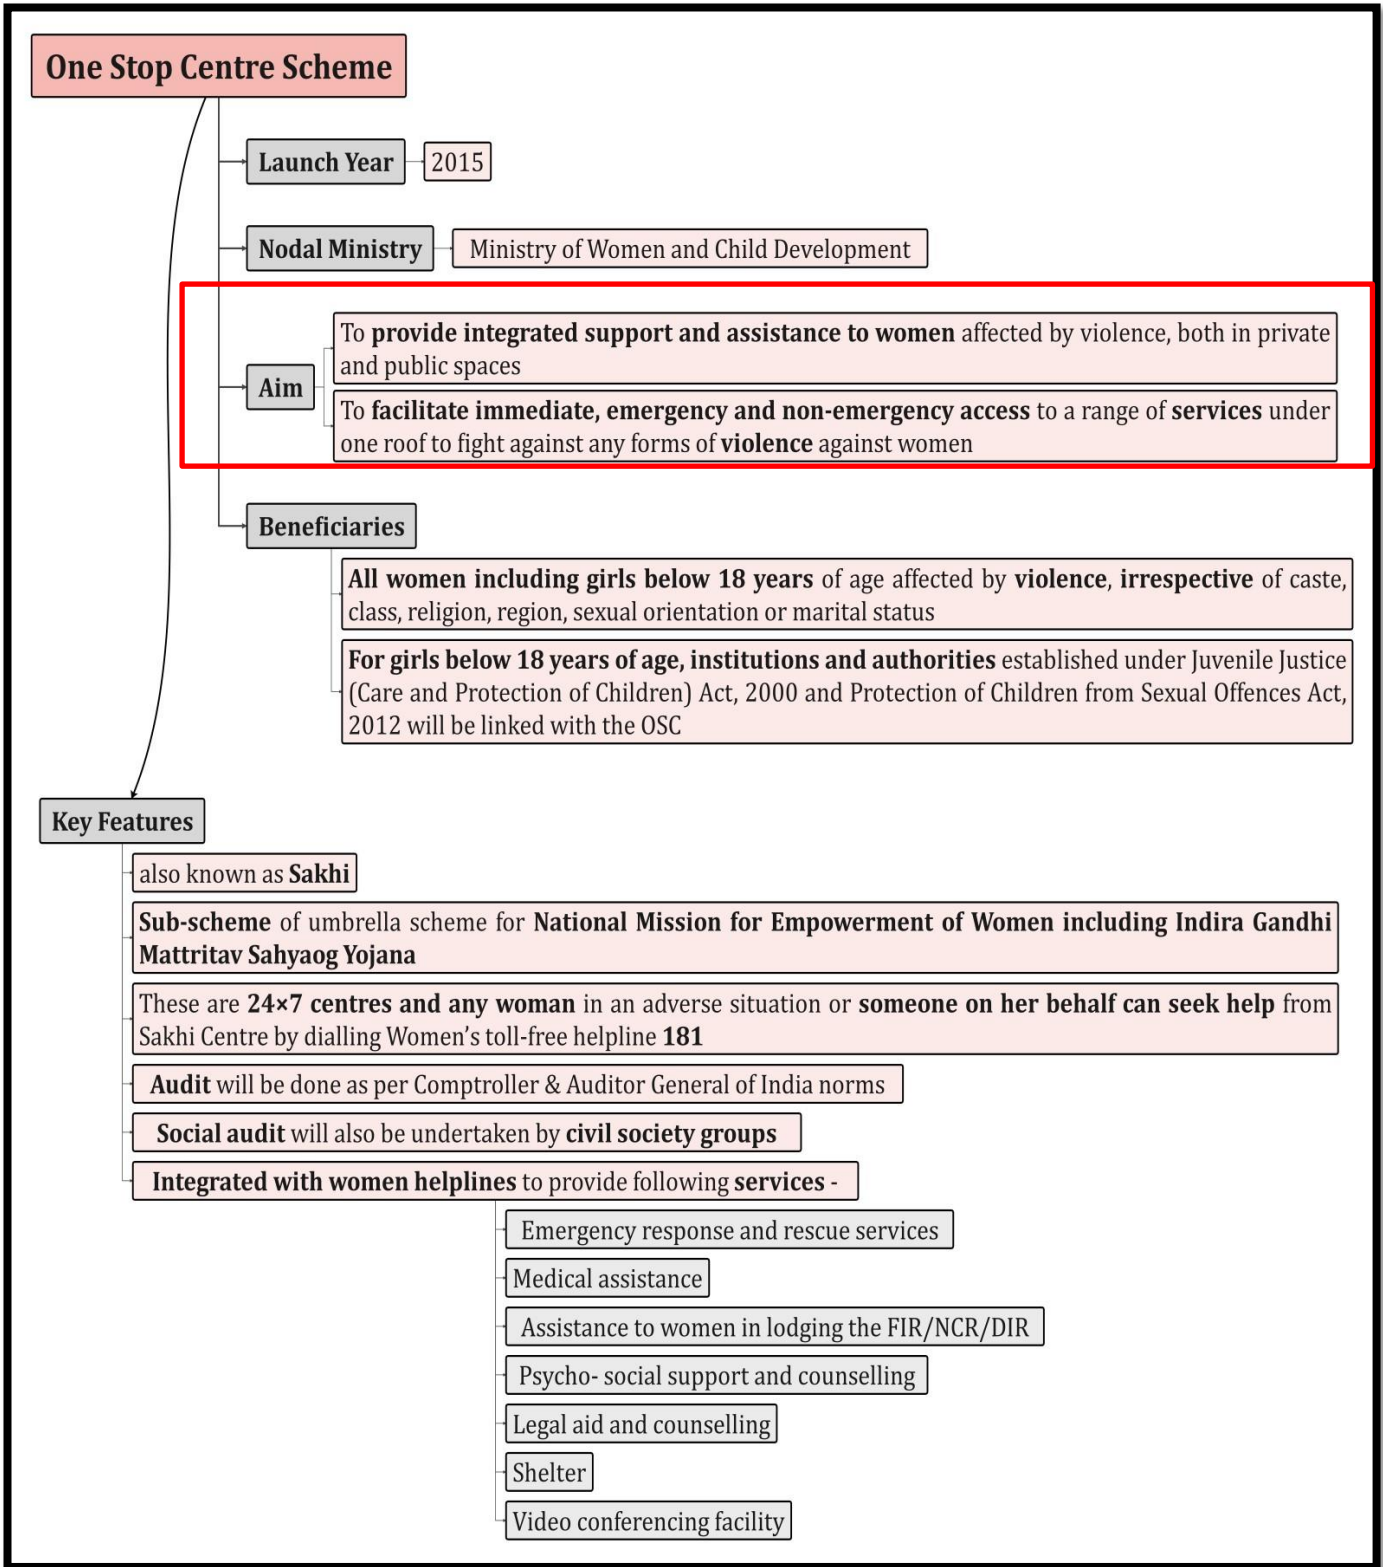 One Stop Centre Scheme
Launch Year
2015
Nodal Ministry
Ministry of Women and Child Development
Aim
To provide integrated support and assistance to women affected by violence, both in private
and public spaces
To facilitate immediate, emergency and non-emergency access to a range of services under
one roof to fight against any forms of violence against women
Beneficiaries
All women including girls below 18 years of age affected by violence, irrespective of caste,
class, religion, region, sexual orientation or marital status
For girls below 18 years of age, institutions and authorities established under Juvenile Justice
(Care and Protection of Children) Act, 2000 and Protection of Children from Sexual Offences Act,
2012 will be linked with the OSC
Key Features
also known as Sakhi
Sub-scheme of umbrella scheme for National Mission for Empowerment of Women including Indira Gandhi
Mattritav Sahyaog Yojana
These are 24×7 centres and any woman in an adverse situation or someone on her behalf can seek help from
Sakhi Centre by dialling Women's toll-free helpline 181
Audit will be done as per Comptroller & Auditor General of India norms
Social audit will also be undertaken by civil society groups
Integrated with women helplines to provide following services -
Emergency response and rescue services
Medical assistance
Assistance to women in lodging the FIR/NCR/DIR
Psycho- social support and counselling
Legal aid and counselling
Shelter
Video conferencing facility